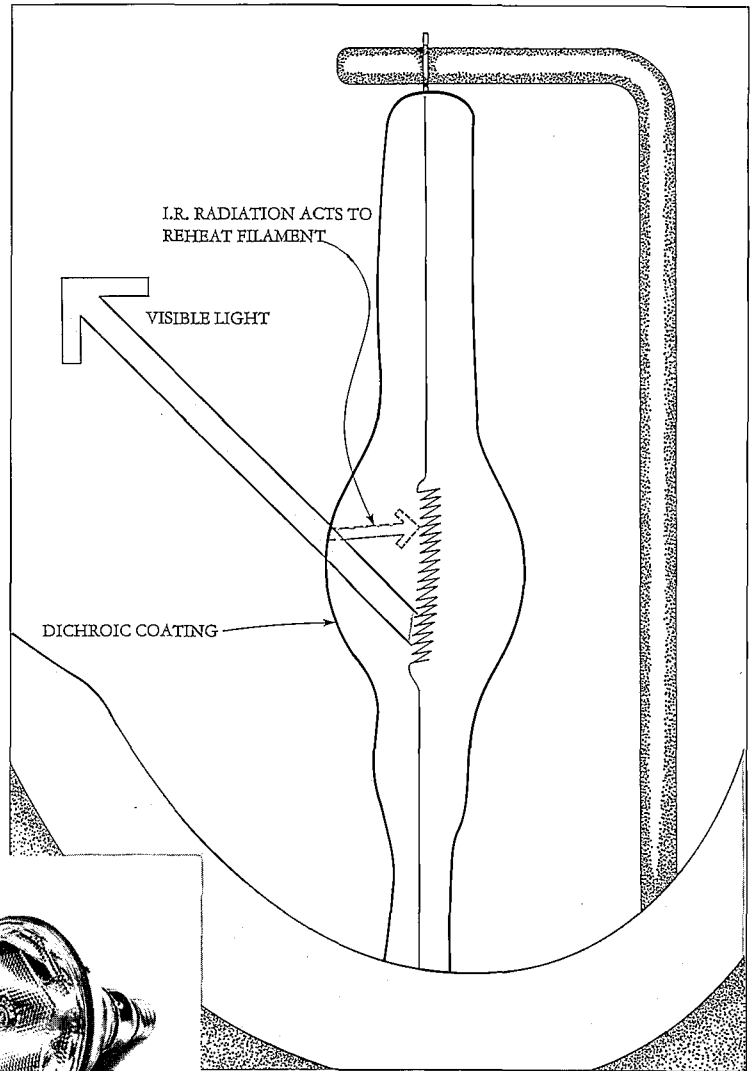 I.R. RADIATION ACTS TO
REHEAT FILAMENT
VISIBLE LIGHT
DICHROIC COATING